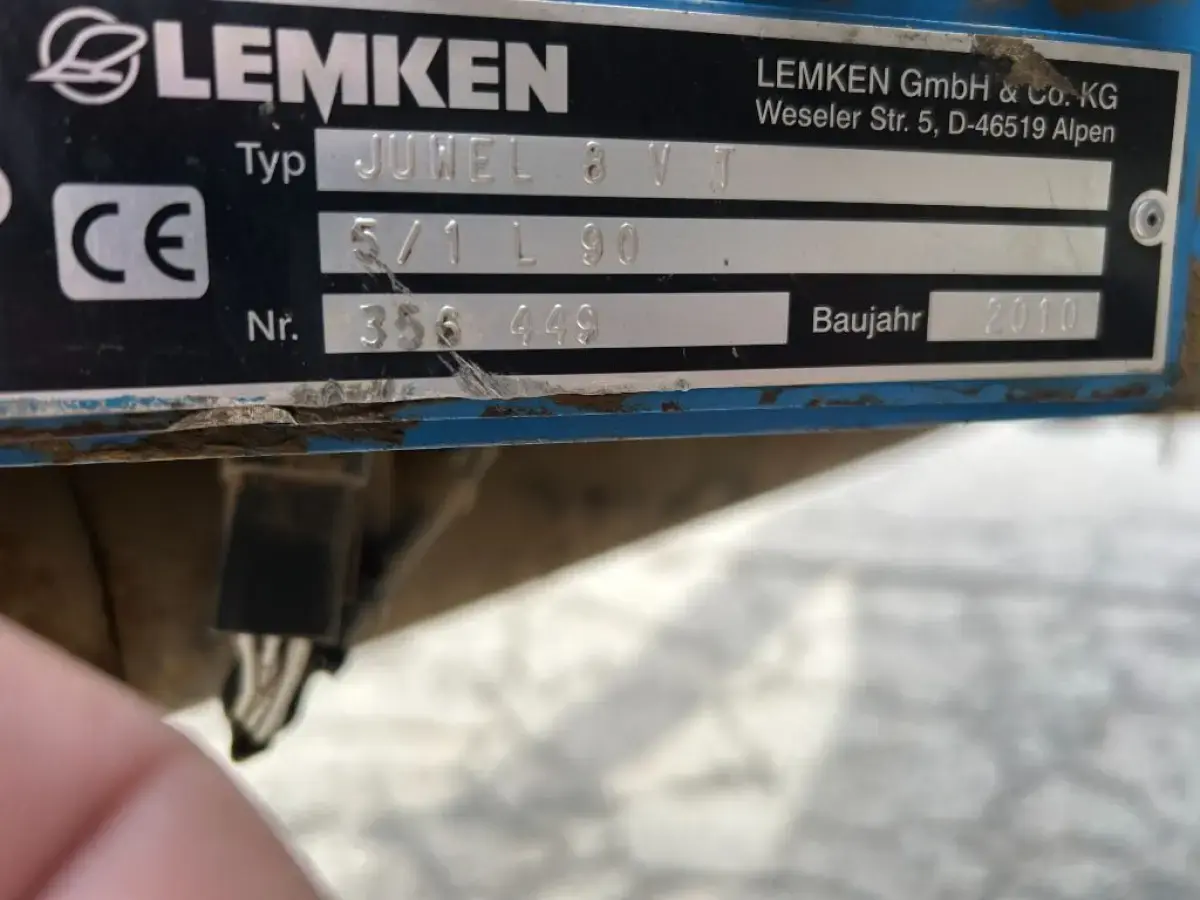 LEMKEN
LEMKEN GmbH & Co. KG
Weseler Str. 5, D-46519 Alpen
Typ JUWEL 8 V T
CE
5/1 L 90
Nr. 356 449
Baujahr 2010